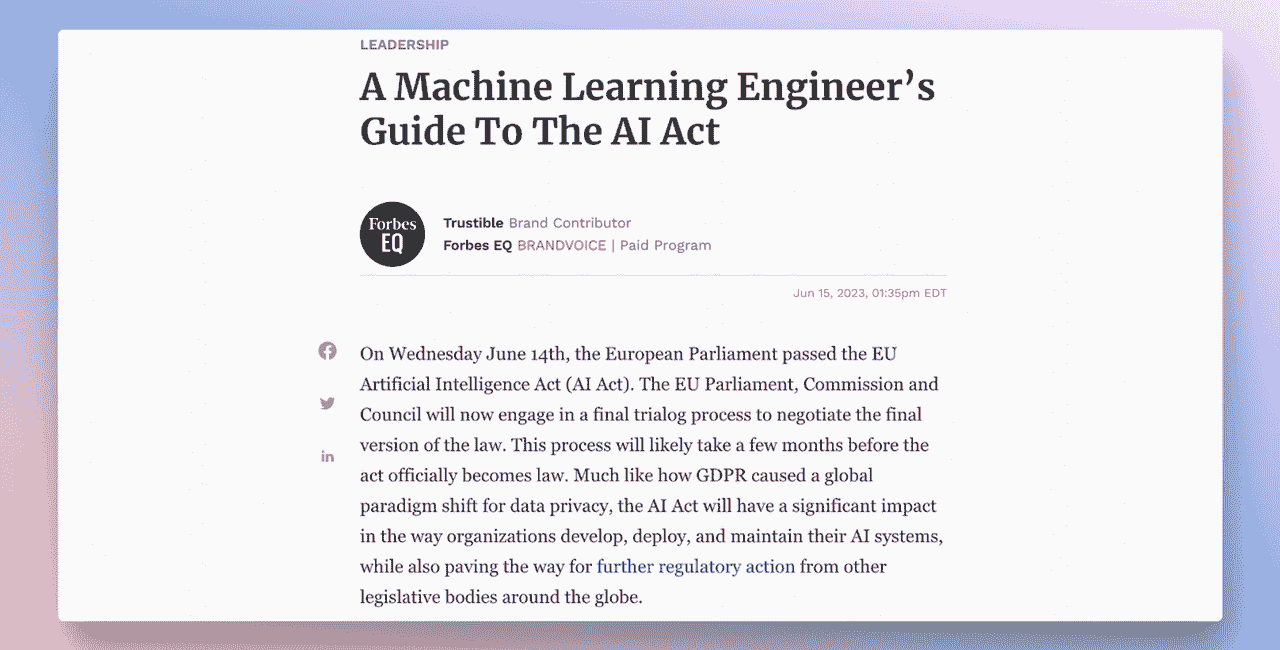 LEADERSHIP
A Machine Learning Engineer’s
Guide To The AI Act
Forbes
EQ
Trustible Brand Contributor
Forbes EQ BRANDVOICE | Paid Program
Jun 15, 2023, 01:35pm EDT
On Wednesday June 14th, the European Parliament passed the EU
Artificial Intelligence Act (AI Act). The EU Parliament, Commission and
Council will now engage in a final trialog process to negotiate the final
version of the law. This process will likely take a few months before the
act officially becomes law. Much like how GDPR caused a global
paradigm shift for data privacy, the AI Act will have a significant impact
in the way organizations develop, deploy, and maintain their AI systems,
while also paving the way for further regulatory action from other
legislative bodies around the globe.